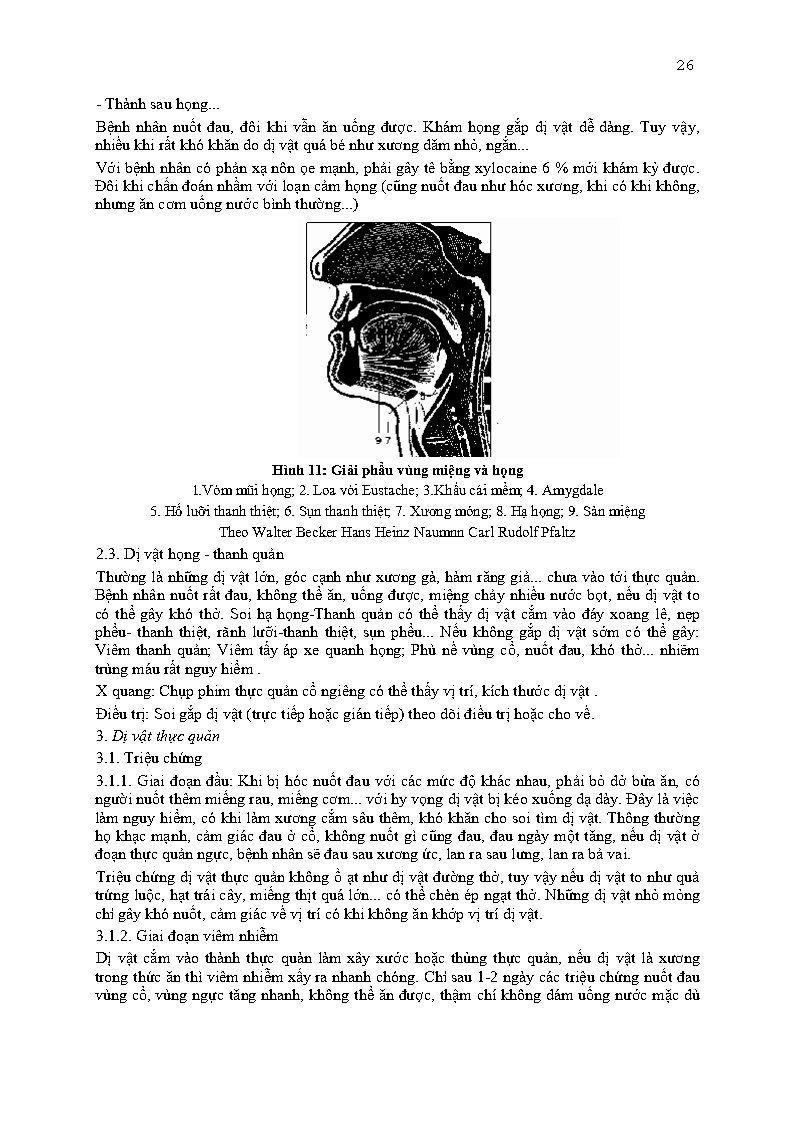 26
- Thành sau họng...
Bệnh nhân nuốt đau, đôi khi vẫn ăn uống được. Khám họng gắp dị vật dễ dàng. Tuy vậy,
nhiều khi rất khó khăn do dị vật quá bé như xương dăm nhỏ, ngắn...
Với bệnh nhân có phản xạ nôn ọe mạnh, phải gây tê bằng xylocaine 6 % mới khám kỹ được.
Đôi khi chẩn đoán nhầm với loạn cảm họng (cũng nuốt đau như hóc xương, khi có khi không,
nhưng ăn cơm uống nước bình thường...)
8
9 7
Hình 11: Giải phẩu vùng miệng và họng
1.Vòm mũi họng; 2. Loa vòi Eustache; 3.Khẩu cái mềm; 4. Amygdale
5. Hố lưỡi thanh thiệt; 6. Sụn thanh thiệt; 7. Xương móng; 8. Hạ họng; 9. Sàn miệng
Theo Walter Becker Hans Heinz Naumnn Carl Rudolf Pfaltz
2.3. Dị vật họng - thanh quản
Thường là những dị vật lớn, góc cạnh như xương gà, hàm răng giả... chưa vào tới thực quản.
Bệnh nhân nuốt rất đau, không thể ăn, uống được, miệng chảy nhiều nước bọt, nếu dị vật to
có thể gây khó thở. Soi hạ họng-Thanh quản có thể thấy dị vật cắm vào đáy xoang lê, nẹp
phểu- thanh thiệt, rãnh lưỡi-thanh thiệt, sụn phểu... Nếu không gắp dị vật sớm có thể gây:
Viêm thanh quản; Viêm tấy áp xe quanh họng; Phù nề vùng cổ, nuốt đau, khó thở... nhiễm
trùng máu rất nguy hiểm .
X quang: Chụp phim thực quản cổ ngiêng có thể thấy vị trí, kích thước dị vật .
Điều trị: Soi gắp dị vật (trực tiếp hoặc gián tiếp) theo dõi điều trị hoặc cho về.
3. Dị vật thực quản
3.1. Triệu chứng
3.1.1. Giai đoạn đầu: Khi bị hóc nuốt đau với các mức độ khác nhau, phải bỏ dở bửa ăn, có
người nuốt thêm miếng rau, miếng cơm... với hy vọng dị vật bị kéo xuống dạ dày. Đây là việc
làm nguy hiểm, có khi làm xương cắm sâu thêm, khó khăn cho soi tìm dị vật. Thông thường
họ khạc mạnh, cảm giác đau ở cổ, không nuốt gì cũng đau, đau ngày một tăng, nếu dị vật ở
đoạn thực quản ngực, bệnh nhân sẽ đau sau xương ức, lan ra sau lưng, lan ra bả vai.
Triệu chứng dị vật thực quản không ồ ạt như dị vật đường thở, tuy vậy nếu dị vật to như quả
trứng luộc, hạt trái cây, miếng thịt quá lớn... có thể chèn ép ngạt thở. Những dị vật nhỏ mỏng
chỉ gây khó nuốt, cảm giác về vị trí có khi không ăn khớp vị trí dị vật.
3.1.2. Giai đoạn viêm nhiễm
Dị vật cắm vào thành thực quản làm xây xước hoặc thủng thực quản, nếu dị vật là xương
trong thức ăn thì viêm nhiễm xẩy ra nhanh chóng. Chỉ sau 1-2 ngày các triệu chứng nuốt đau
vùng cổ, vùng ngực tăng nhanh, không thể ăn được, thậm chí không dám uống nước mặc dù